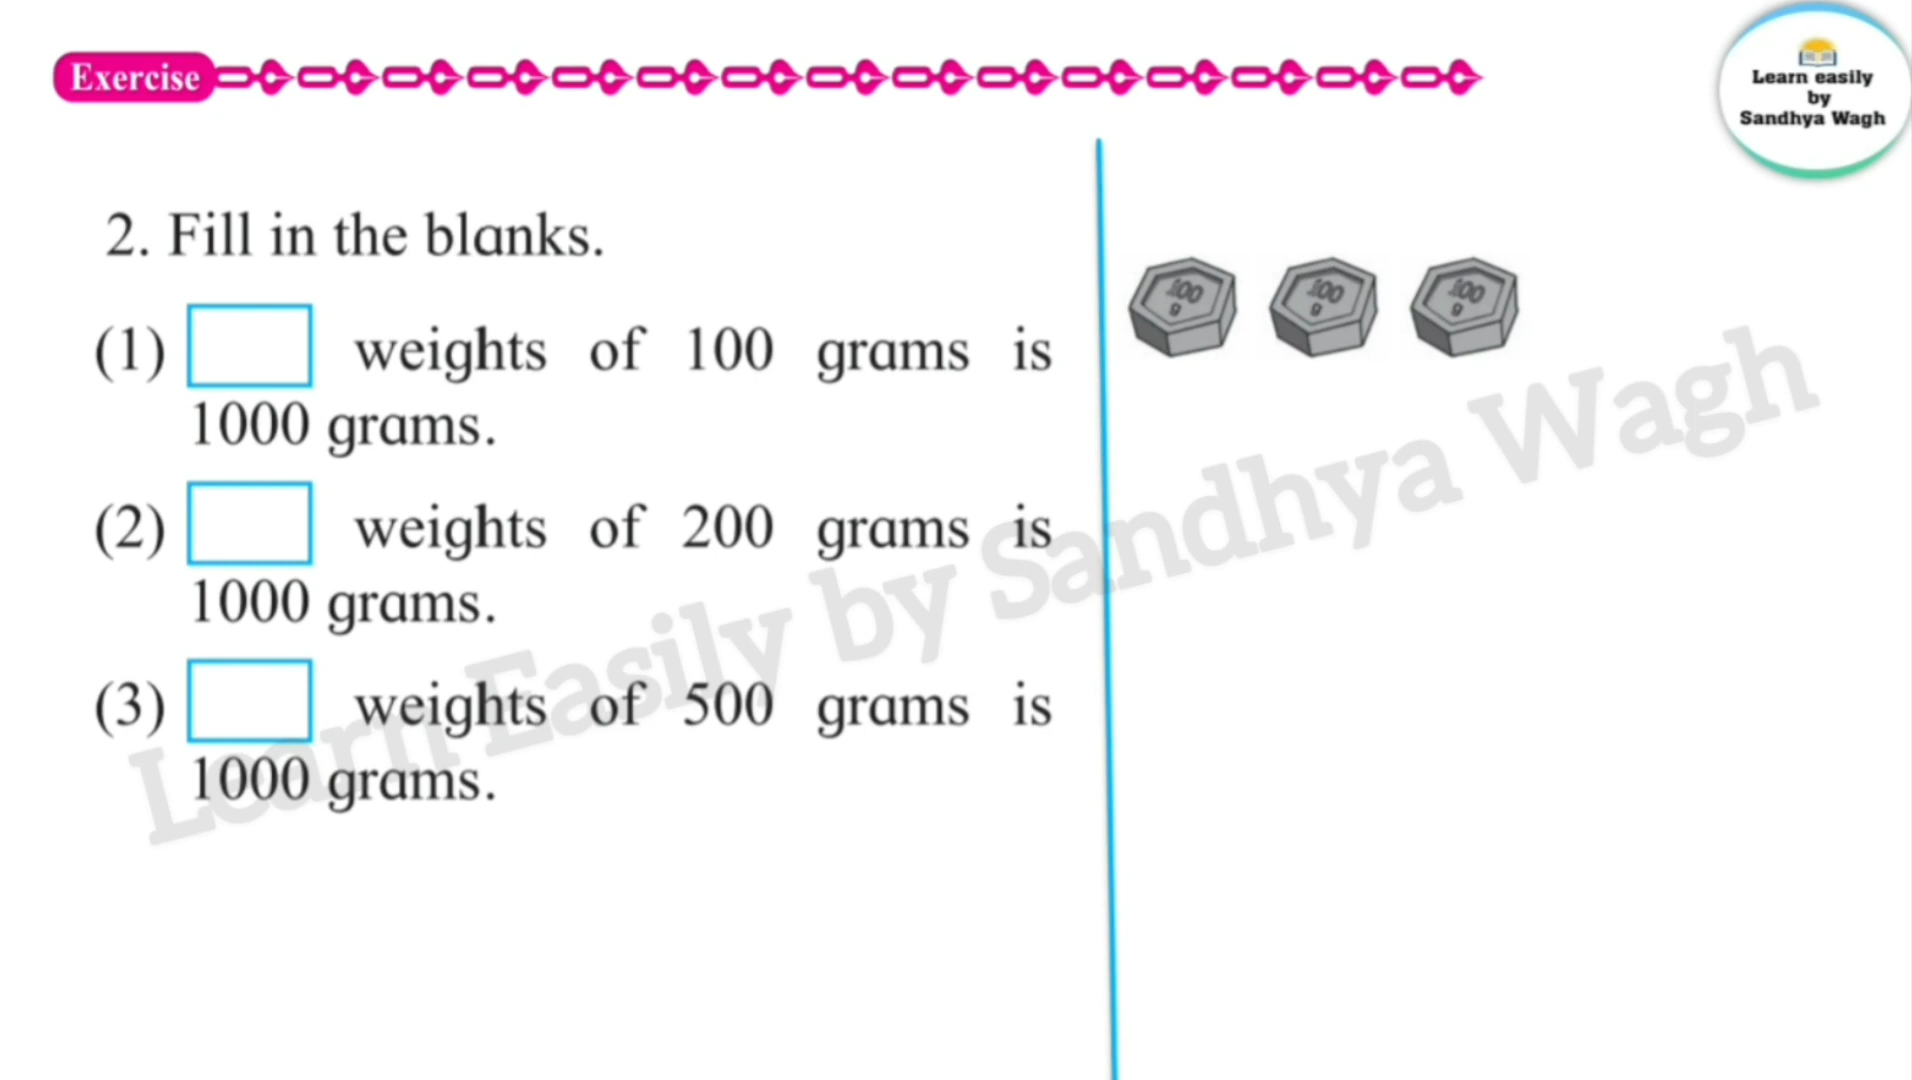 Exercise
Learn easily
by
Sandhya Wagh
2. Fill in the blanks.
(1) weights of 100 grams is
1000 grams.
(2) weights of 200 grams is
1000 grams.
(3) weights of 500 grams is
1000 grams.
100
g
100
g
100
g
Learn Easily by Sandhya Wagh